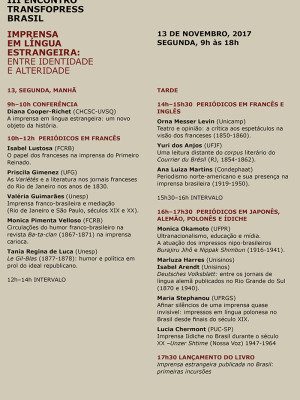 III ENCONTRO
TRANSFOPRESS
BRASIL
IMPRENSA
EM LÍNGUA
ESTRANGEIRA:
ENTRE IDENTIDADE
E ALTERIDADE
13, SEGUNDA, MANHÃ
9h–10h CONFERÊNCIA
Diana Cooper-Richet (CHCSC-UVSQ)
A imprensa em língua estrangeira: um novo
objeto da história.
10h–12h PERIÓDICOS EM FRANCÊS
Isabel Lustosa (FCRB)
O papel dos franceses na imprensa do Primeiro
Reinado.
Priscila Gimenez (UFG)
As Variétés e a literatura nos jornais franceses
do Rio de Janeiro nos anos de 1830.
Valéria Guimarães (Unesp)
Imprensa franco-brasileira e mediação
(Rio de Janeiro e São Paulo, séculos XIX e XX).
Monica Pimenta Velloso (FCRB)
Circulações do humor franco-brasileiro na
revista Ba-ta-clan (1867-1871) na imprensa
carioca.
Tania Regina de Luca (Unesp)
Le Gil-Blas (1877-1878): humor e política em
prol do ideal republicano.
12h–14h INTERVALO
13 DE NOVEMBRO, 2017
SEGUNDA, 9h às 18h
TARDE
14h–15h30 PERIÓDICOS EM FRANCÊS E
INGLÊS
Orna Messer Levin (Unicamp)
Teatro e opinião: a crítica aos espetáculos na
visão dos franceses (1850-1860).
Yuri dos Anjos (UFJF)
Uma leitura distante do corpus literário do
Courrier du Brésil (RJ, 1854-1862).
Ana Luiza Martins (Condephaat)
Periodismo norte-americano e sua presença na
imprensa brasileira (1919-1950).
15h30–16h INTERVALO
16h–17h30 PERIÓDICOS EM JAPONÊS,
ALEMÃO, POLONÊS E ÍDICHE
Monica Okamoto (UFPR)
Ultranacionalismo, educação e mídia.
A atuação dos impressos nipo-brasileiros
Burajiru Jihô e Nippak Shimbun (1916-1941).
Marluza Harres (Unisinos)
Isabel Arendt (Unisinos)
Deutsches Volksblatt: entre os jornais de
língua alemã publicados no Rio Grande do Sul
(1870 e 1940).
Maria Stephanou (UFRGS)
Afinar silêncios de uma imprensa quase
invisível: impressos em língua polonesa no
Brasil desde finais do século XIX.
Lucia Chermont (PUC-SP)
Imprensa Ídiche no Brasil durante o século
XX –Unzer Shtime (Nossa Voz) 1947-1964
17h30 LANÇAMENTO DO LIVRO
Imprensa estrangeira publicada no Brasil:
primeiras incursões